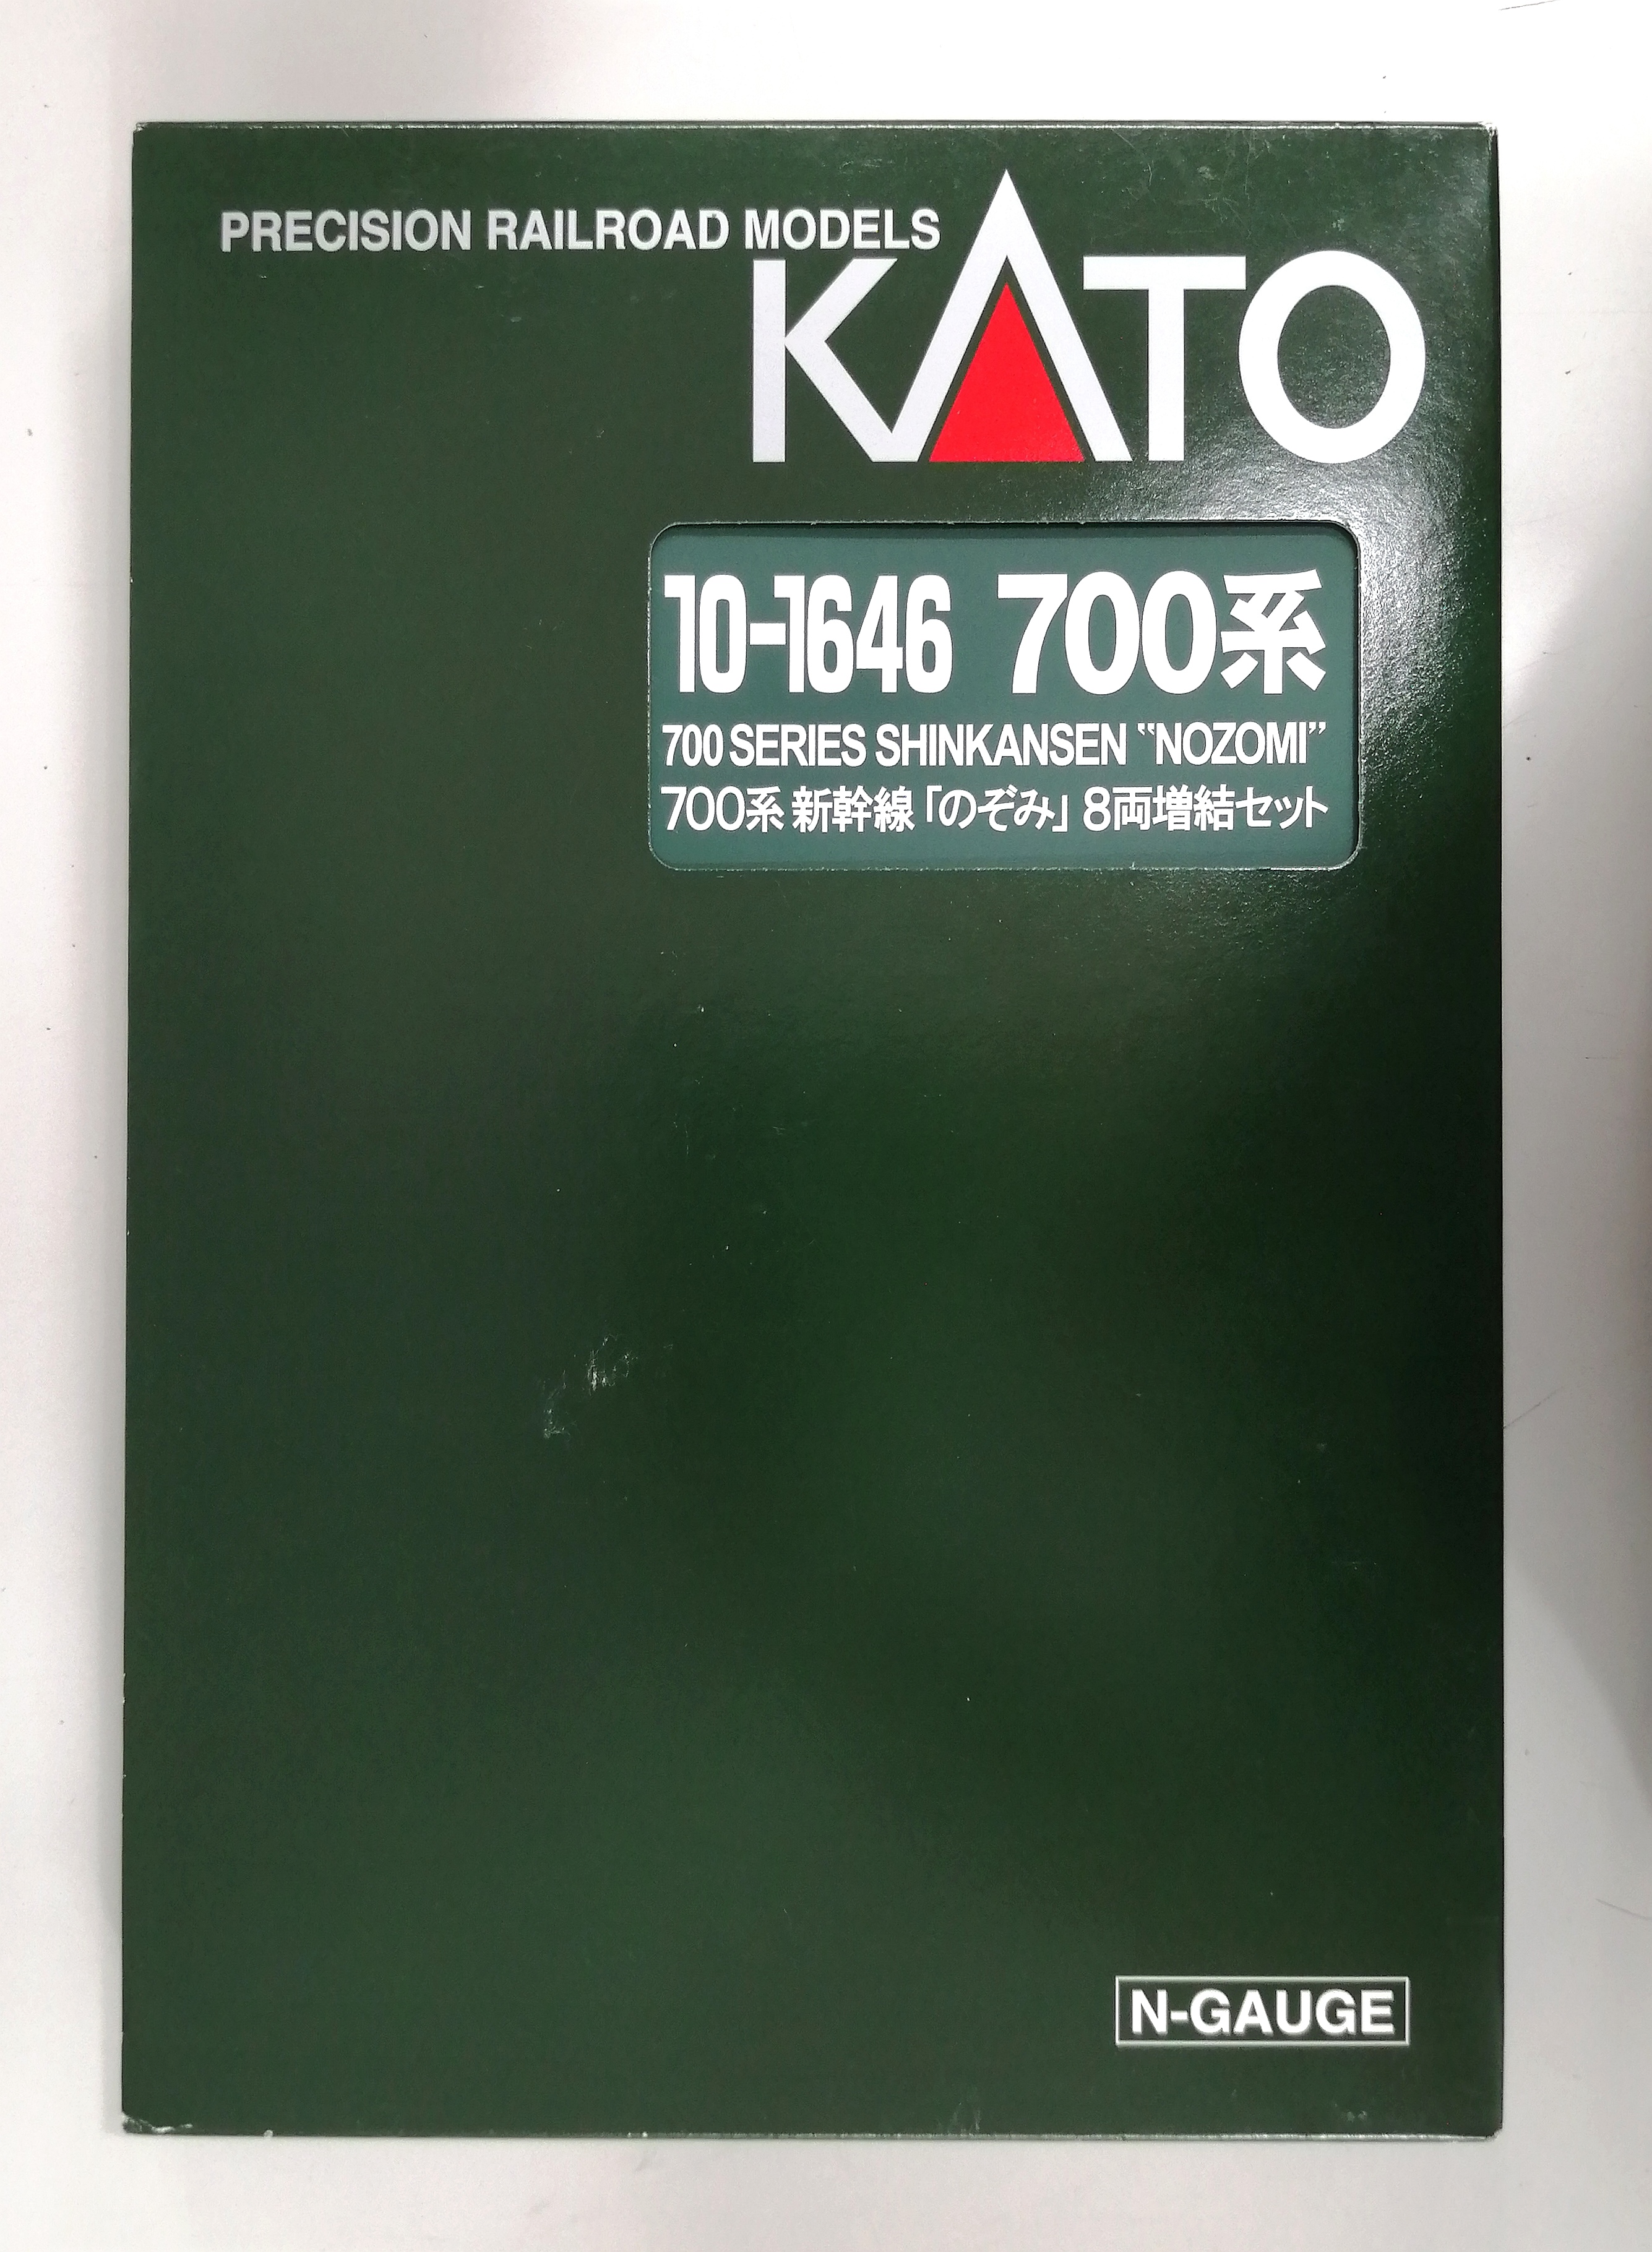 PRECISION RAILROAD MODELS
KATO
10-1646 700系
700 SERIES SHINKANSEN “NOZOMI”
700系 新幹線「のぞみ」 8両増結セット
N-GAUGE